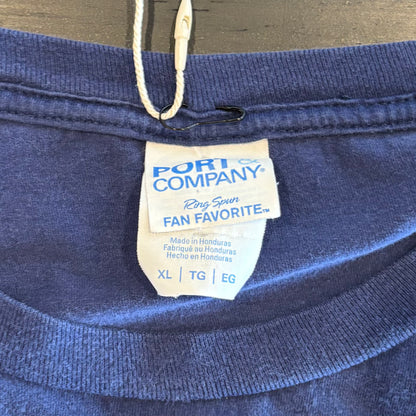 PORT &
COMPANY®
Ring Spun
FAN FAVORITE™
Made in Honduras
Fabriqué au Honduras
Hecho en Honduras
XL | TG | EG